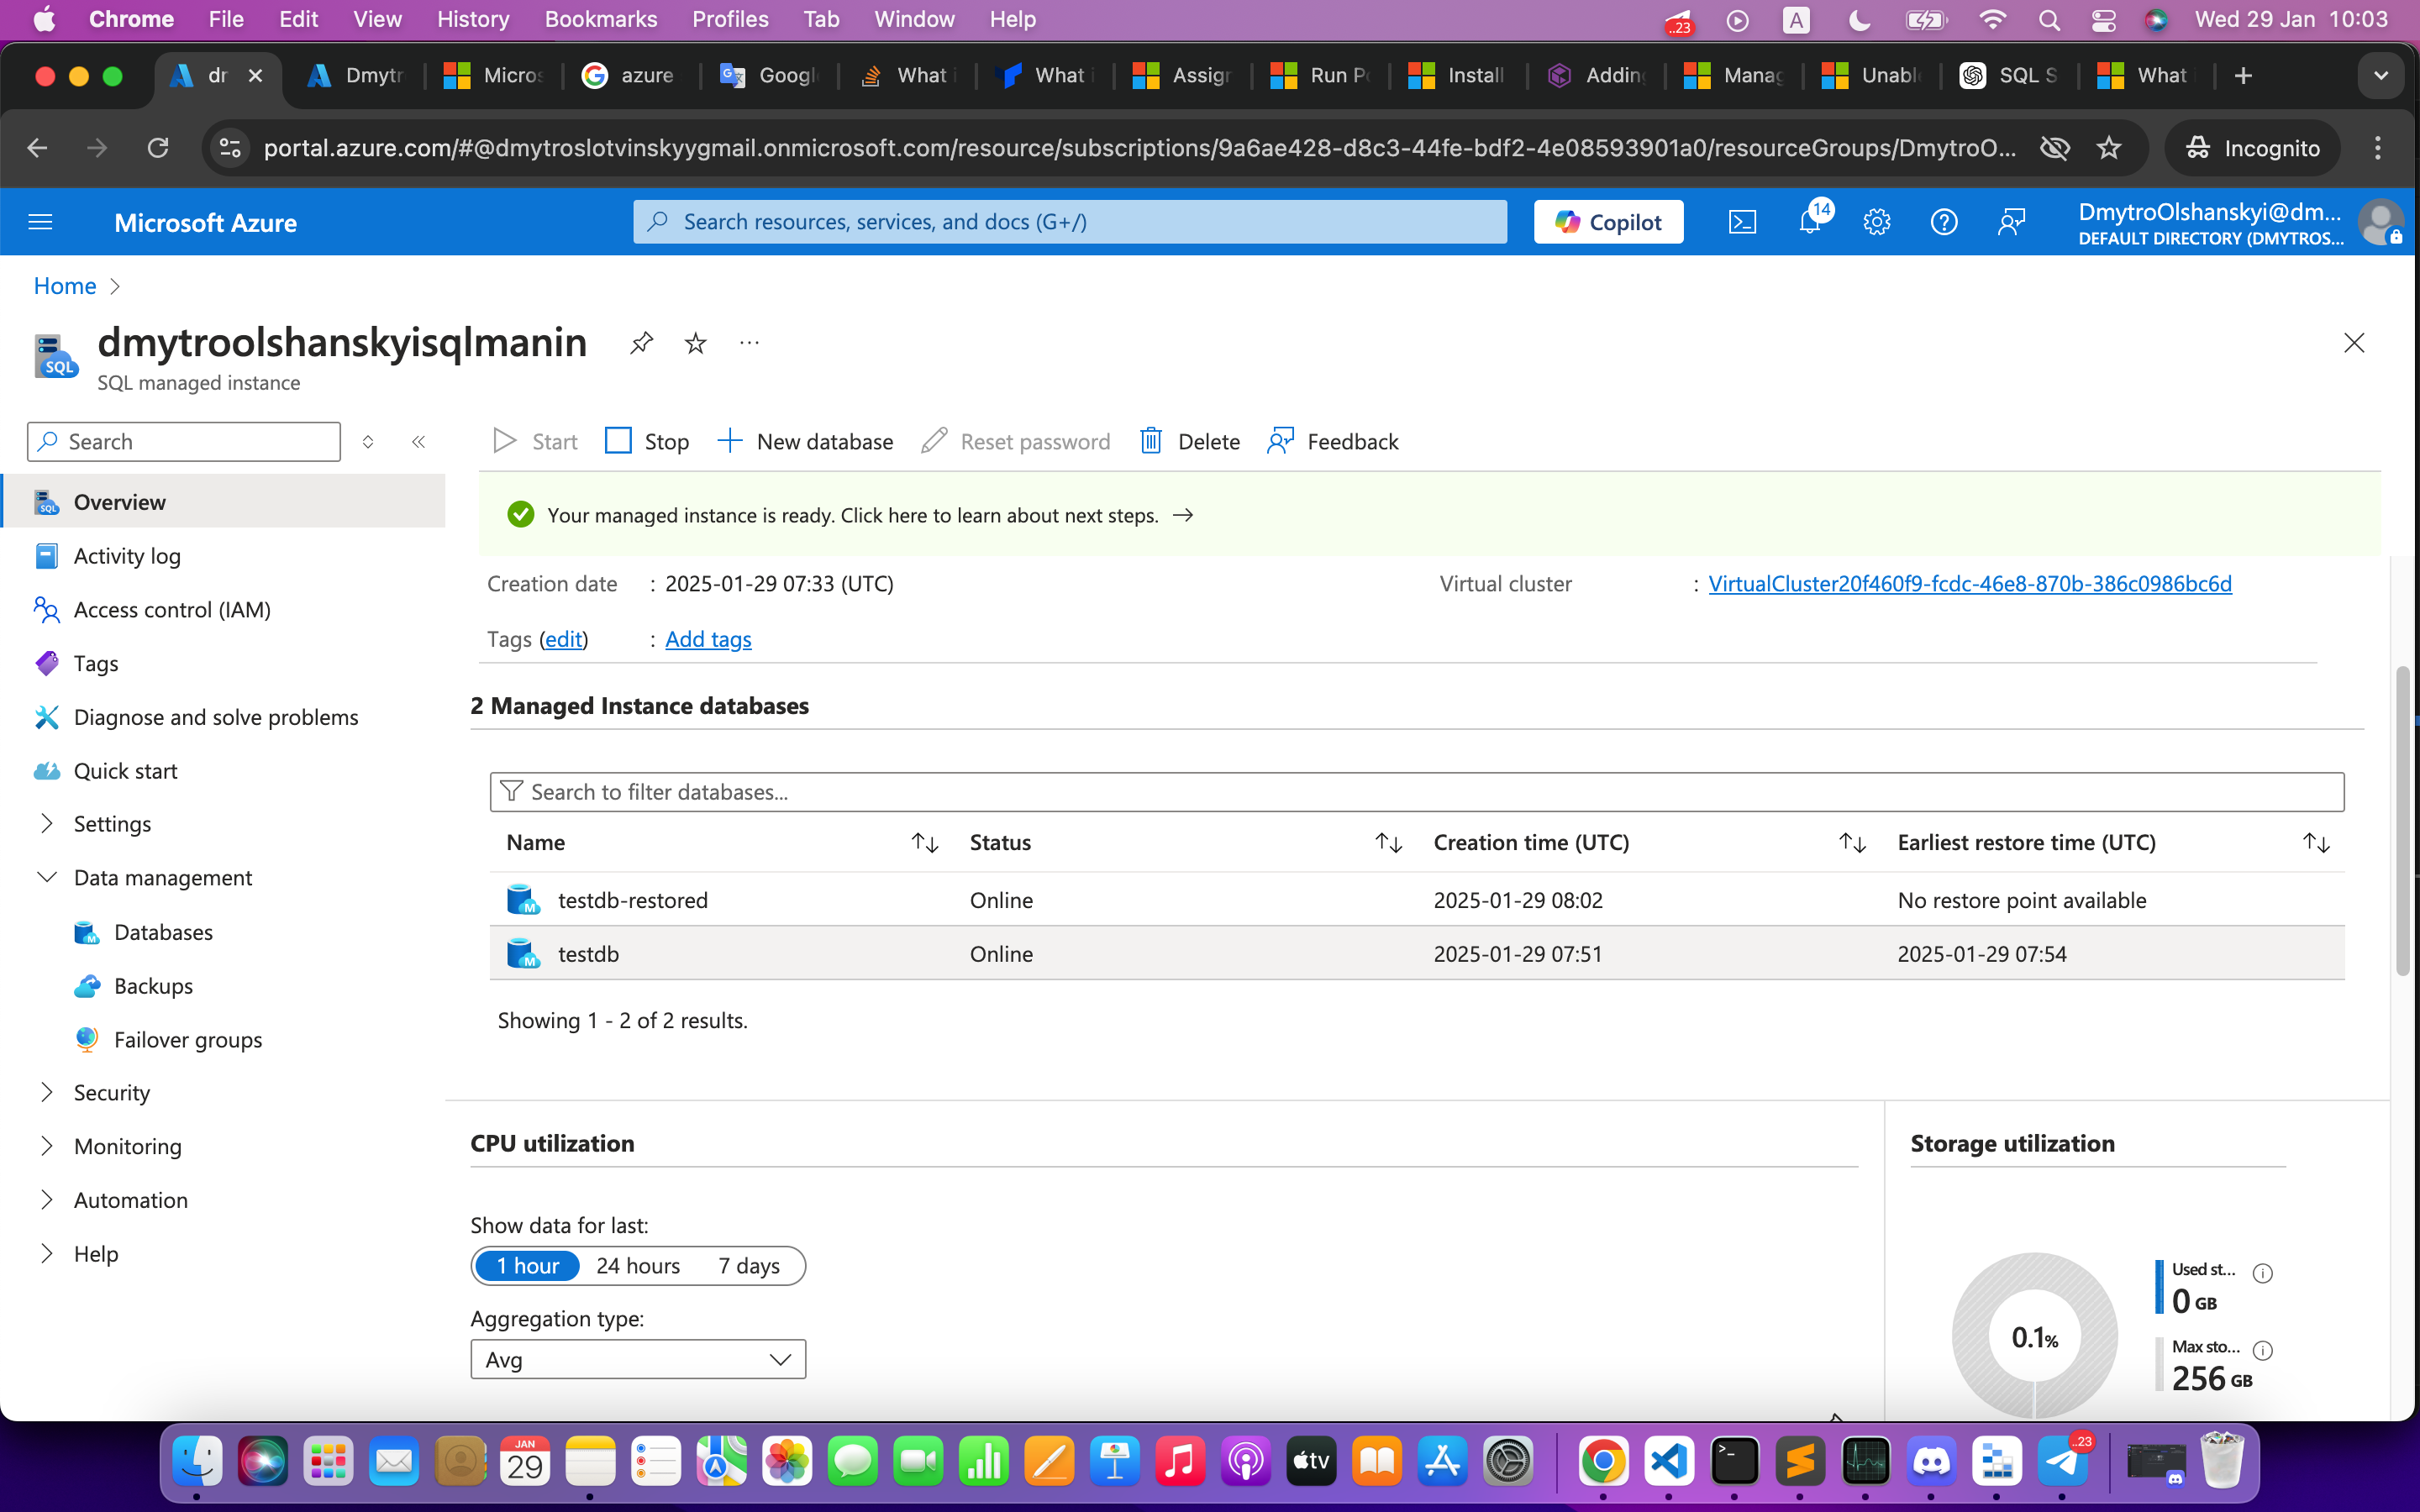 Chrome File Edit View History Bookmarks Profiles Tab Window Help ..23 A Wed 29 Jan 10:03
dr Dmytr Micros azure Googl What i What i Assign Run Po Install Adding Manag Unable SQL S What
portal.azure.com/#@dmytroslotvinskyygmail.onmicrosoft.com/resource/subscriptions/9a6ae428-d8c3-44fe-bdf2-4e08593901a0/resourceGroups/DmytroO... Incognito
Microsoft Azure Search resources, services, and docs (G+/) Copilot 14 DmytroOlshanskyi@dm...
DEFAULT DIRECTORY (DMYTROS...
Home
dmytroolshanskyisqlmanin
SQL
SQL managed instance
Search
Start Stop New database Reset password Delete Feedback
Overview
Activity log
Access control (IAM)
Tags
Diagnose and solve problems
Quick start
Settings
Data management
Databases
Backups
Failover groups
Security
Monitoring
Automation
Help
Your managed instance is ready. Click here to learn about next steps.
Creation date : 2025-01-29 07:33 (UTC)
Virtual cluster : VirtualCluster20f460f9-fcdc-46e8-870b-386c0986bc6d
Tags (edit) : Add tags
2 Managed Instance databases
Search to filter databases...
Name Status Creation time (UTC) Earliest restore time (UTC)
testdb-restored Online 2025-01-29 08:02 No restore point available
testdb Online 2025-01-29 07:51 2025-01-29 07:54
Showing 1 - 2 of 2 results.
CPU utilization
Show data for last:
1 hour 24 hours 7 days
Aggregation type:
Avg
Storage utilization
0.1%
Used st...
0 GB
Max sto...
256 GB
JAN
29
tv
..23